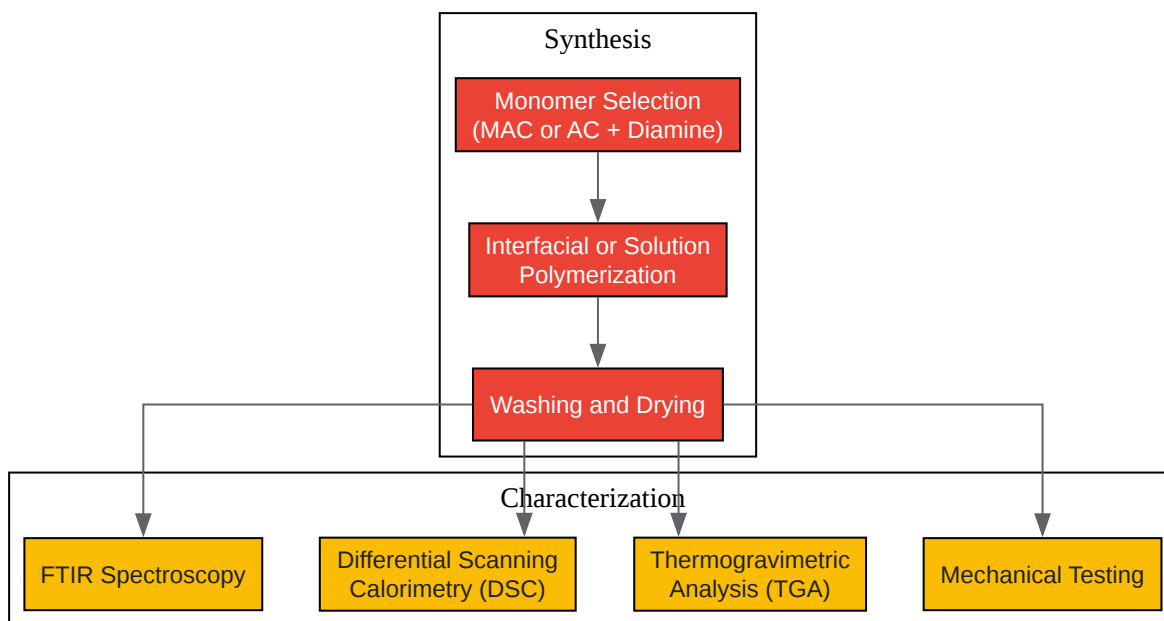 Synthesis
Monomer Selection
(MAC or AC + Diamine)
Interfacial or Solution
Polymerization
Washing and Drying
Characterization
FTIR Spectroscopy
Differential Scanning
Calorimetry (DSC)
Thermogravimetric
Analysis (TGA)
Mechanical Testing